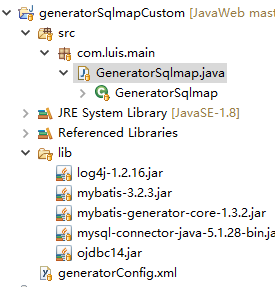 generatorSqlmapCustom [JavaWeb mast
src
com.luis.main
GeneratorSqlmap.java
GeneratorSqlmap
JRE System Library [JavaSE-1.8]
Referenced Libraries
lib
log4j-1.2.16.jar
mybatis-3.2.3.jar
mybatis-generator-core-1.3.2.jar
mysql-connector-java-5.1.28-bin.ja
ojdbc14.jar
generatorConfig.xml